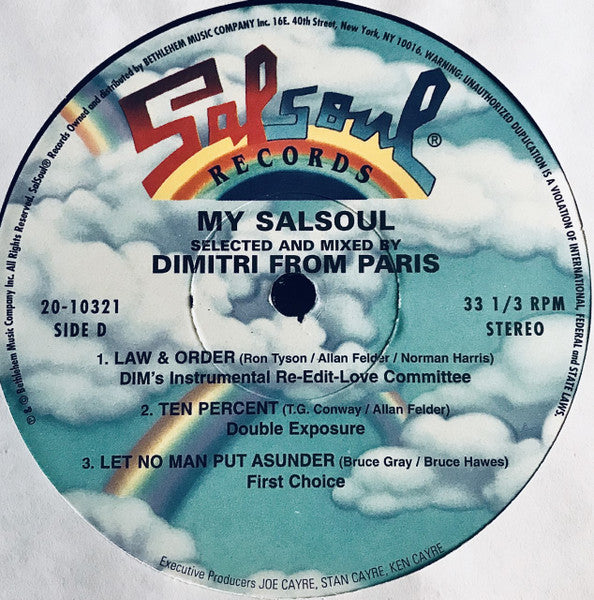 ℗ & © Bethlehem Music Company Inc. All Rights Reserved. SalSoul® Records Owned and distributed by BETHLEHEM MUSIC COMPANY Inc. 16E. 40th Street, New York, NY 10016. WARNING: UNAUTHORIZED DUPLICATION IS A VIOLATION OF INTERNATIONAL, FEDERAL and STATE LAWS.
Salsoul®
RECORDS
MY SALSOUL
SELECTED AND MIXED BY
DIMITRI FROM PARIS
20-10321 33 1/3 RPM
SIDE D STEREO
1. LAW & ORDER (Ron Tyson / Allan Felder / Norman Harris)
DIM's Instrumental Re-Edit-Love Committee
2. TEN PERCENT (T.G. Conway / Allan Felder)
Double Exposure
3. LET NO MAN PUT ASUNDER (Bruce Gray / Bruce Hawes)
First Choice
Executive Producers JOE CAYRE, STAN CAYRE, KEN CAYRE